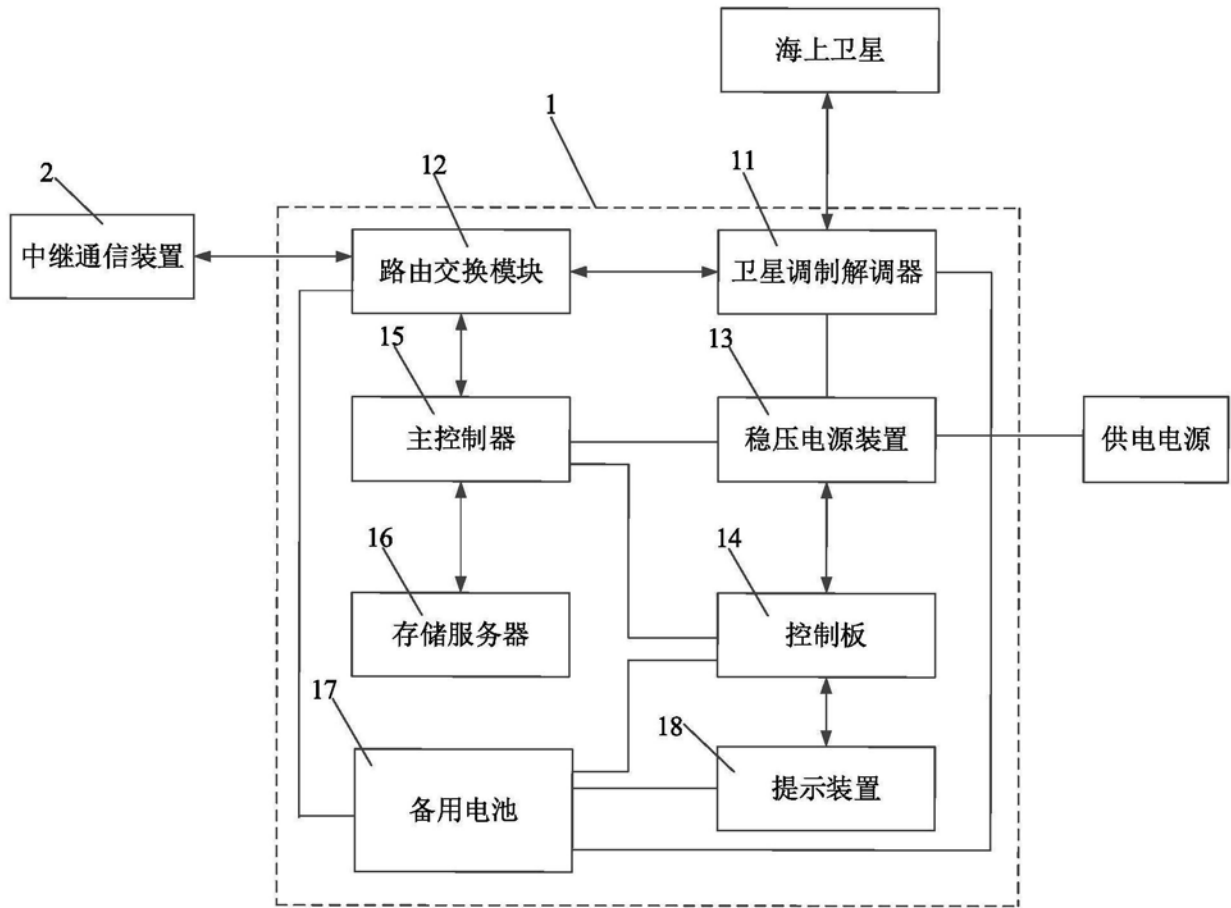 海上卫星
1
2
12
11
中继通信装置
路由交换模块
卫星调制解调器
15
13
主控制器
稳压电源装置
供电电源
16
14
存储服务器
控制板
17
18
备用电池
提示装置